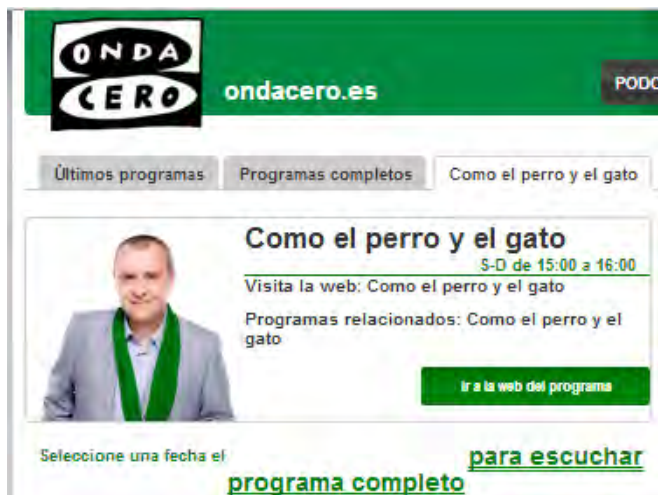 ONDA
CERO
ondacero.es
Últimos programas
Programas completos
Como el perro y el gato
Como el perro y el gato
S-D de 15:00 a 16:00
Visita la web: Como el perro y el gato
Programas relacionados: Como el perro y el
gato
Ir a la web del programa
Seleccione una fecha el
para escuchar
programa completo